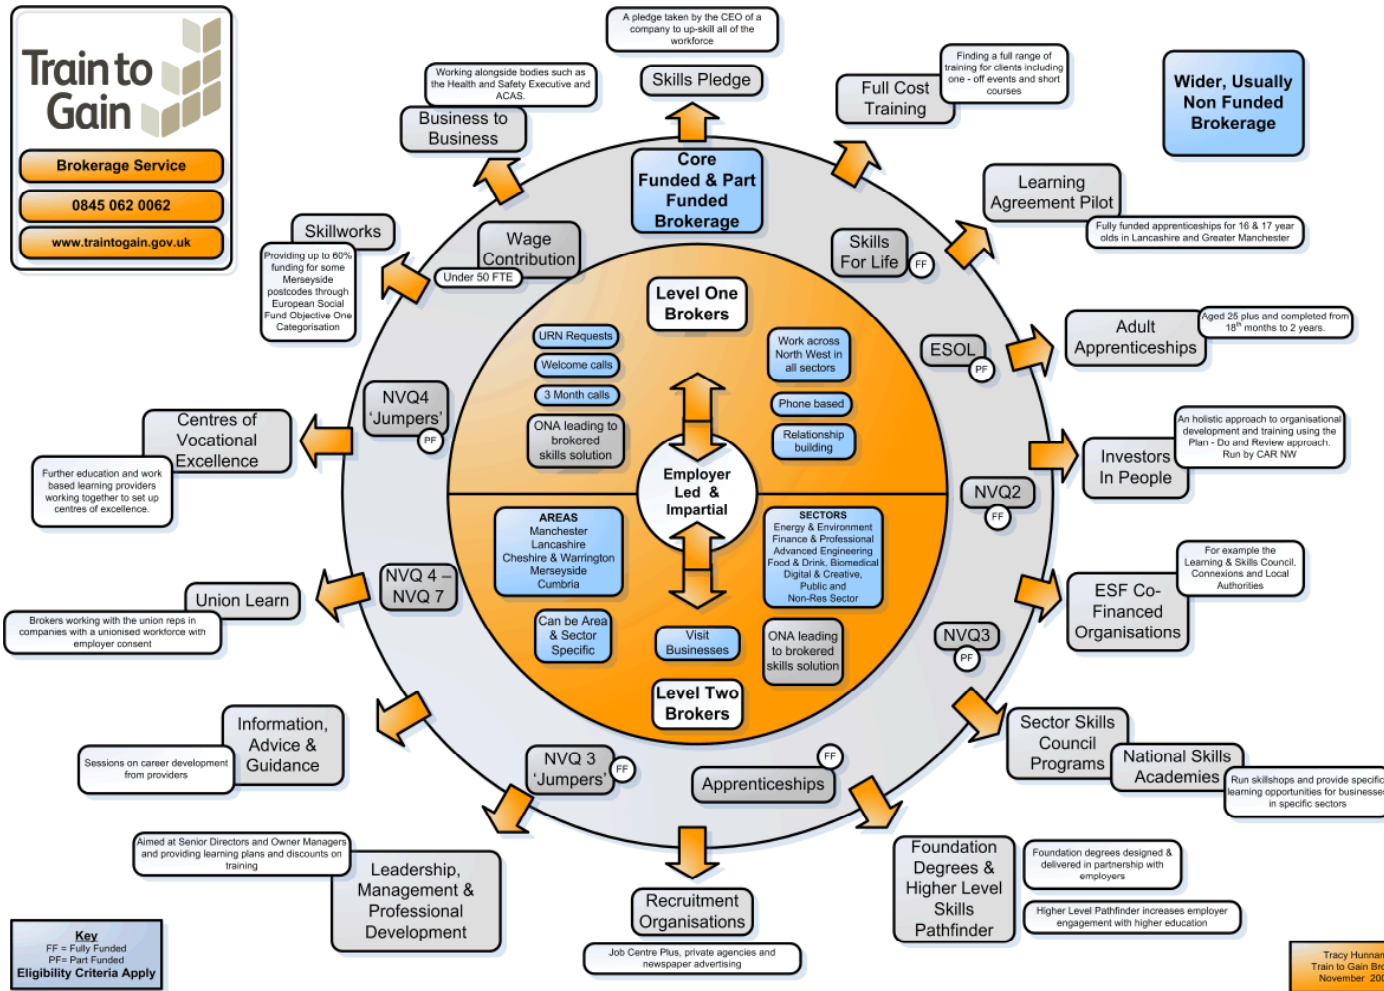 Train to
Gain
Brokerage Service
0845 062 0062
www.traintogain.gov.uk
A pledge taken by the CEO of a
company to up-skill all of the
workforce
Skills Pledge
Working alongside bodies such as
the Health and Safety Executive and
ACAS.
Business to
Business
Finding a full range of
training for clients including
one - off events and short
courses
Full Cost
Training
Wider, Usually
Non Funded
Brokerage
Core
Funded & Part
Funded
Brokerage
Learning
Agreement Pilot
Fully funded apprenticeships for 16 & 17 year
olds in Lancashire and Greater Manchester
Skillworks
Providing up to 60%
funding for some
Merseyside
postcodes through
European Social
Fund Objective One
Categorisation
Wage
Contribution
Under 50 FTE
Skills
For Life
FF
Level One
Brokers
URN Requests
Welcome calls
3 Month calls
ONA leading to
brokered
skills solution
Work across
North West in
all sectors
Phone based
Relationship
building
ESOL
PF
Adult
Apprenticeships
Aged 25 plus and completed from
18th months to 2 years.
NVQ4
'Jumpers'
PF
Centres of
Vocational
Excellence
Further education and work
based learning providers
working together to set up
centres of excellence.
Employer
Led &
Impartial
An holistic approach to organisational
development and training using the
Plan - Do and Review approach.
Run by CAR NW
Investors
In People
NVQ2
FF
AREAS
Manchester
Lancashire
Cheshire & Warrington
Merseyside
Cumbria
SECTORS
Energy & Environment
Finance & Professional
Advanced Engineering
Food & Drink, Biomedical
Digital & Creative,
Public and
Non-Res Sector
NVQ 4 –
NVQ 7
Union Learn
Brokers working with the union reps in
companies with a unionised workforce with
employer consent
Can be Area
& Sector
Specific
Visit
Businesses
ONA leading
to brokered
skills solution
Level Two
Brokers
NVQ3
PF
For example the
Learning & Skills Council,
Connexions and Local
Authorities
ESF Co-
Financed
Organisations
Information,
Advice &
Guidance
Sessions on career development
from providers
NVQ 3
'Jumpers'
FF
Apprenticeships
FF
Sector Skills
Council
Programs
National Skills
Academies
Run skillshops and provide specific
learning opportunities for businesses
in specific sectors
Aimed at Senior Directors and Owner Managers
and providing learning plans and discounts on
training
Leadership,
Management &
Professional
Development
Recruitment
Organisations
Job Centre Plus, private agencies and
newspaper advertising
Foundation
Degrees &
Higher Level
Skills
Pathfinder
Foundation degrees designed &
delivered in partnership with
employers
Higher Level Pathfinder increases employer
engagement with higher education
Key
FF = Fully Funded
PF= Part Funded
Eligibility Criteria Apply
Tracy Hunnam
Train to Gain Bro
November 200